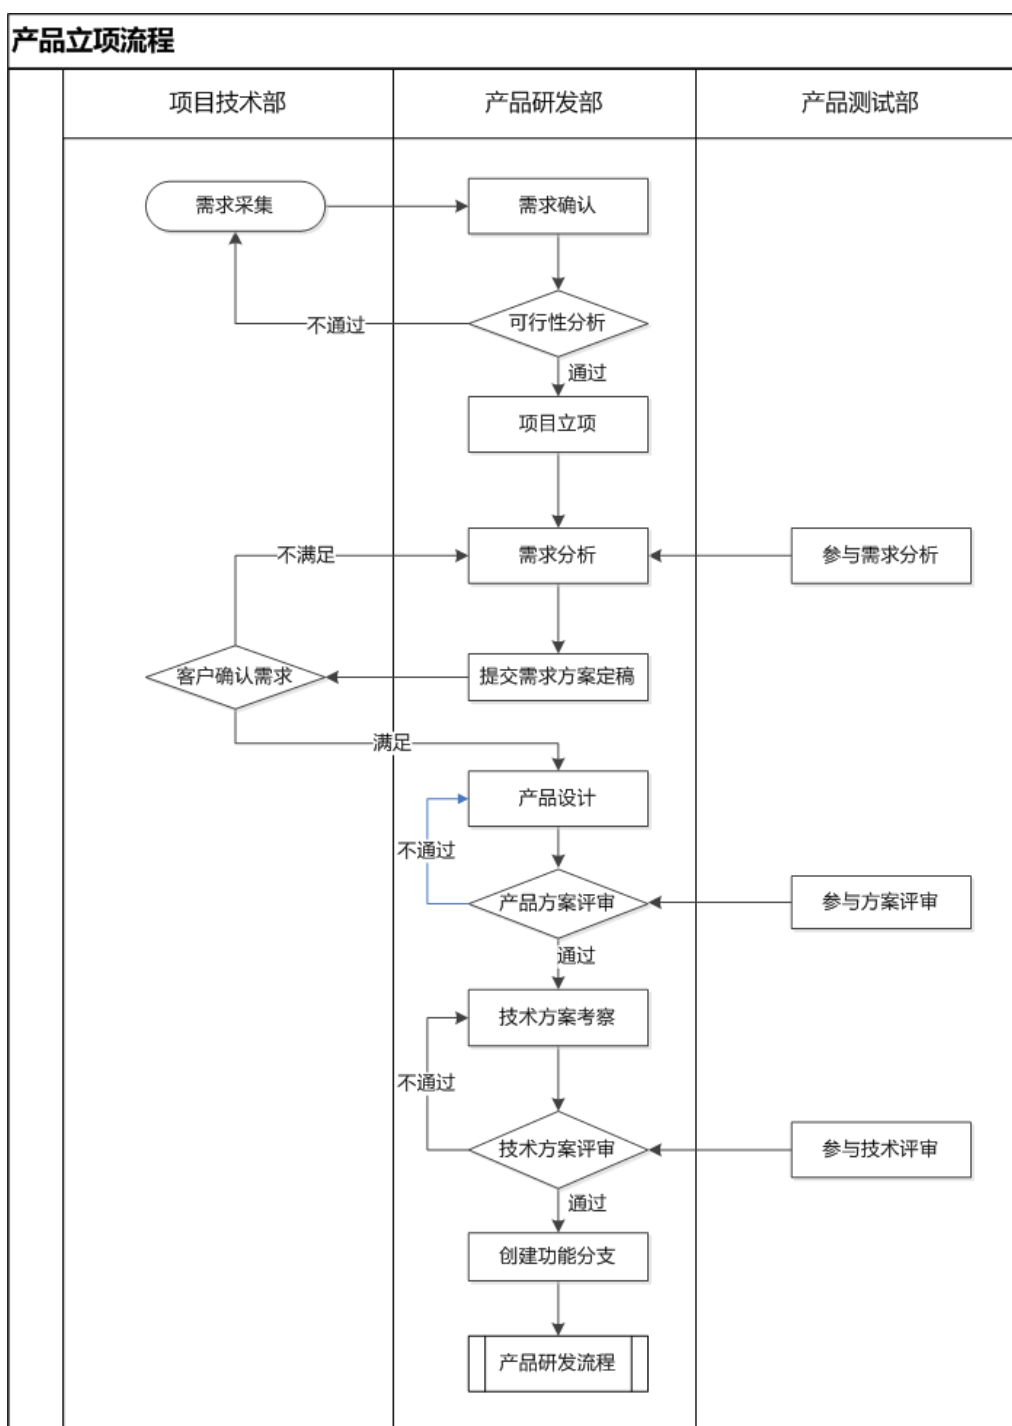 产品立项流程
项目技术部
产品研发部
产品测试部
需求采集
需求确认
不通过
可行性分析
通过
项目立项
不满足
需求分析
参与需求分析
客户确认需求
提交需求方案定稿
满足
产品设计
不通过
产品方案评审
参与方案评审
通过
技术方案考察
不通过
技术方案评审
参与技术评审
通过
创建功能分支
产品研发流程